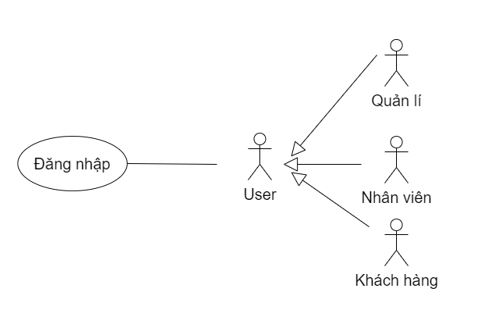 Quản lí
Đăng nhập
User
Nhân viên
Khách hàng